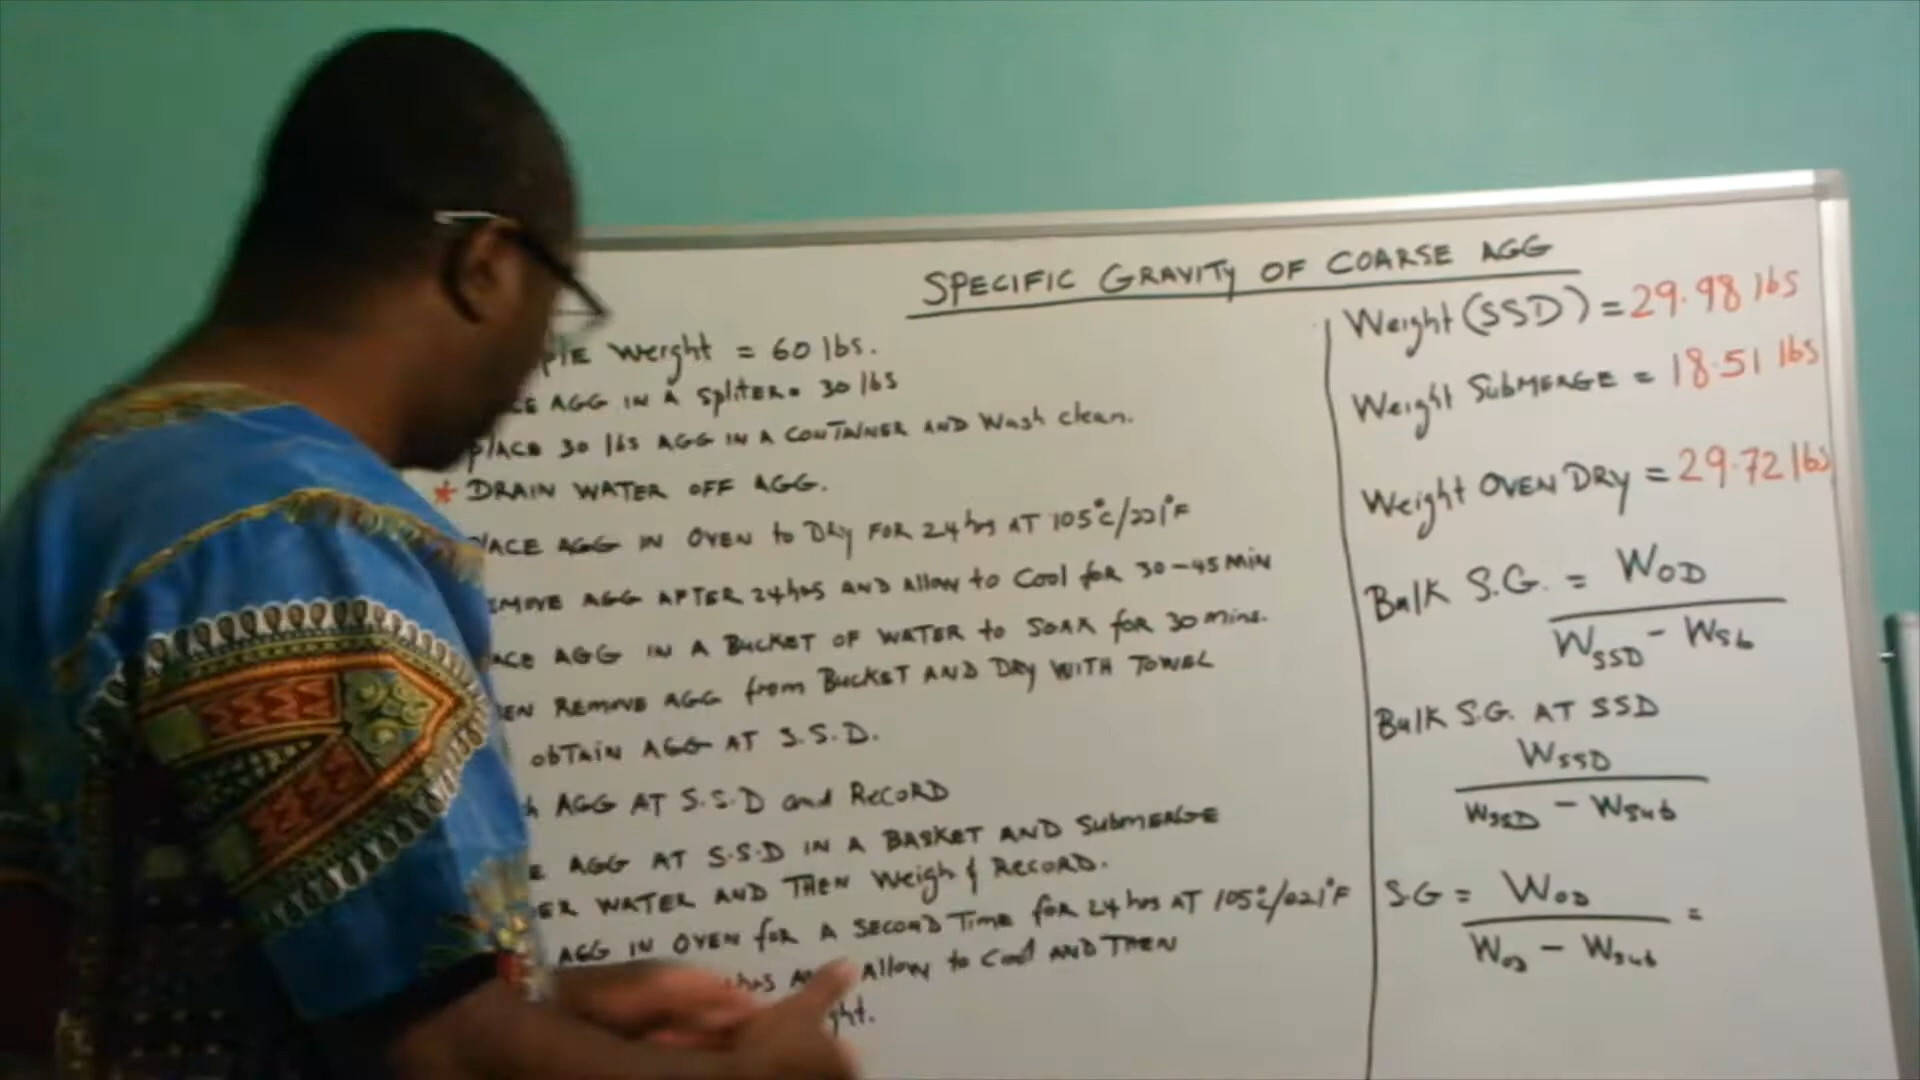 SPECIFIC GRAVITY OF COARSE AGG
Weight = 60 lbs.
AGG IN A SPLITER = 30 lbs
PLACE 30 lbs AGG IN A CONTAINER AND Wash clean.
* DRAIN WATER OFF AGG.
AGG IN OVEN to DRY FOR 24 hrs AT 105°c/221°F
AGG AFTER 24 hrs AND Allow to Cool for 30-45 MIN
AGG IN A BUCKET OF WATER to SOAK for 30 mins.
REMOVE AGG from BUCKET AND DRY WITH TOWEL
obTAIN AGG AT S.S.D.
AGG AT S.S.D and RECORD
AGG AT S.S.D IN A BASKET AND SUBMERGE
WATER AND THEN Weigh & RECORD.
AGG IN OVEN for A SECOND TIME for 24 hrs AT 105°c/021°F
Allow to Cool AND THEN
Weight (SSD) = 29.98 lbs
Weight SUBMERGE = 18.51 lbs
Weight OVEN DRY = 29.72 lbs
Bulk S.G. = WOD
WSSD - WSb
Bulk S.G. AT SSD
WSSD
WSSD - WSub
S.G = WOD =
WOD - WSub